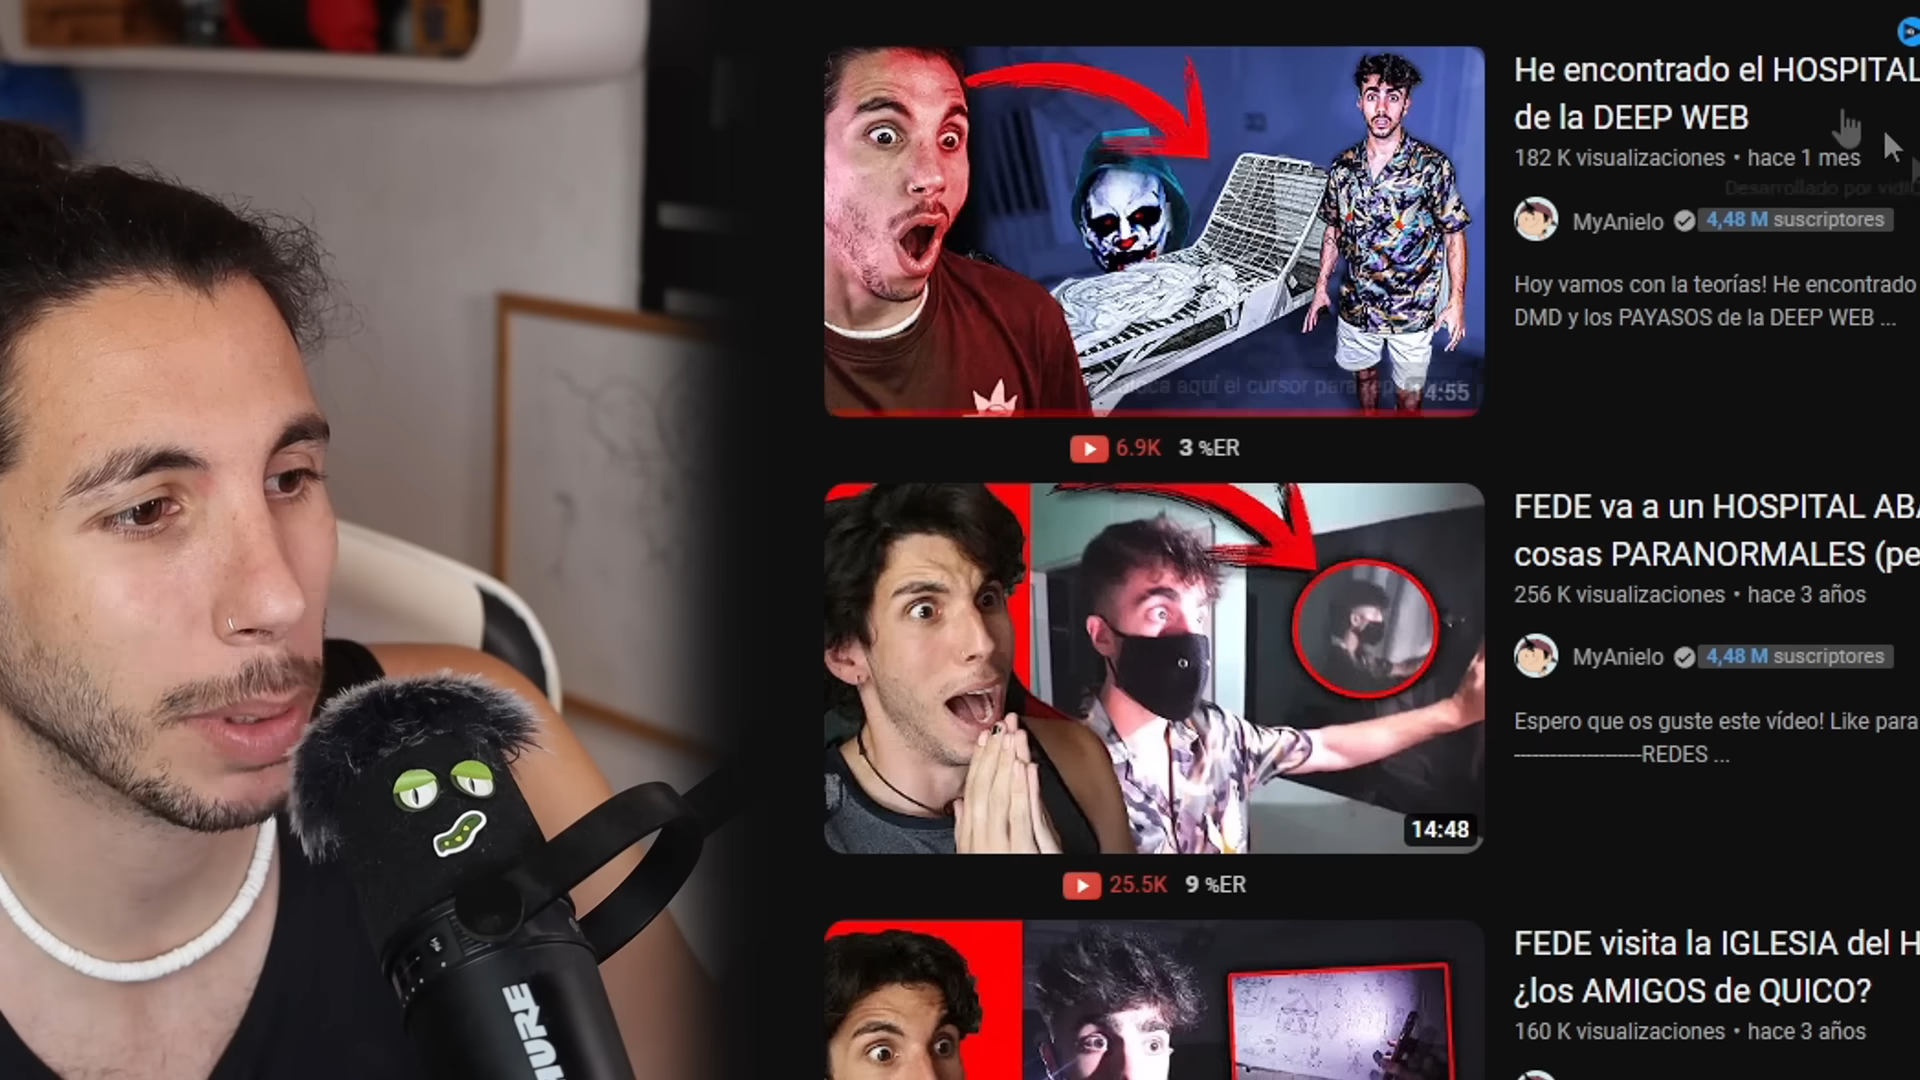 He encontrado el HOSPITAL
de la DEEP WEB
182 K visualizaciones • hace 1 mes
MyAnielo 4,48 M suscriptores
Hoy vamos con la teorías! He encontrado
DMD y los PAYASOS de la DEEP WEB ...
14:55
6.9K 3 %ER
FEDE va a un HOSPITAL ABA
cosas PARANORMALES (pe
256 K visualizaciones • hace 3 años
MyAnielo 4,48 M suscriptores
Espero que os guste este vídeo! Like para
-----------------------REDES ...
14:48
25.5K 9 %ER
FEDE visita la IGLESIA del H
¿los AMIGOS de QUICO?
160 K visualizaciones • hace 3 años